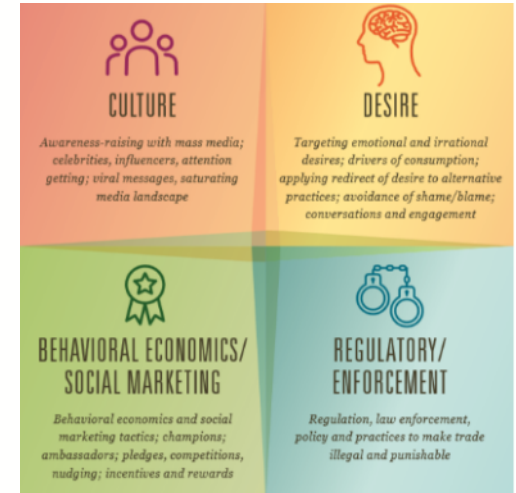 CULTURE
Awareness-raising with mass media;
celebrities, influencers, attention
getting; viral messages, saturating
media landscape
DESIRE
Targeting emotional and irrational
desires; drivers of consumption;
applying redirect of desire to alternative
practices; avoidance of shame/blame;
conversations and engagement
BEHAVIORAL ECONOMICS/
SOCIAL MARKETING
Behavioral economics and social
marketing tactics; champions;
ambassadors; pledges, competitions,
nudging; incentives and rewards
REGULATORY/
ENFORCEMENT
Regulation, law enforcement,
policy and practices to make trade
illegal and punishable